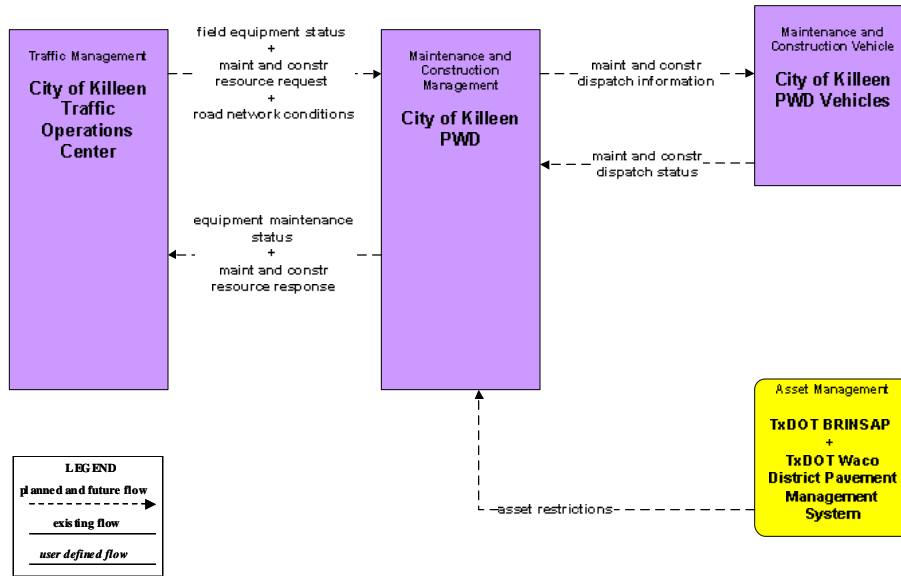 Traffic Management
City of Killeen
Traffic
Operations
Center
field equipment status
+
maint and constr
resource request
+
road network conditions
equipment maintenance
status
+
maint and constr
resource response
Maintenance and
Construction
Management
City of Killeen
PWD
maint and constr
dispatch information
maint and constr
dispatch status
Maintenance and
Construction Vehicle
City of Killeen
PWD Vehicles
asset restrictions
Asset Management
TxDOT BRINSAP
+
TxDOT Waco
District Pavement
Management
System
LEGEND
planned and future flow
existing flow
user defined flow